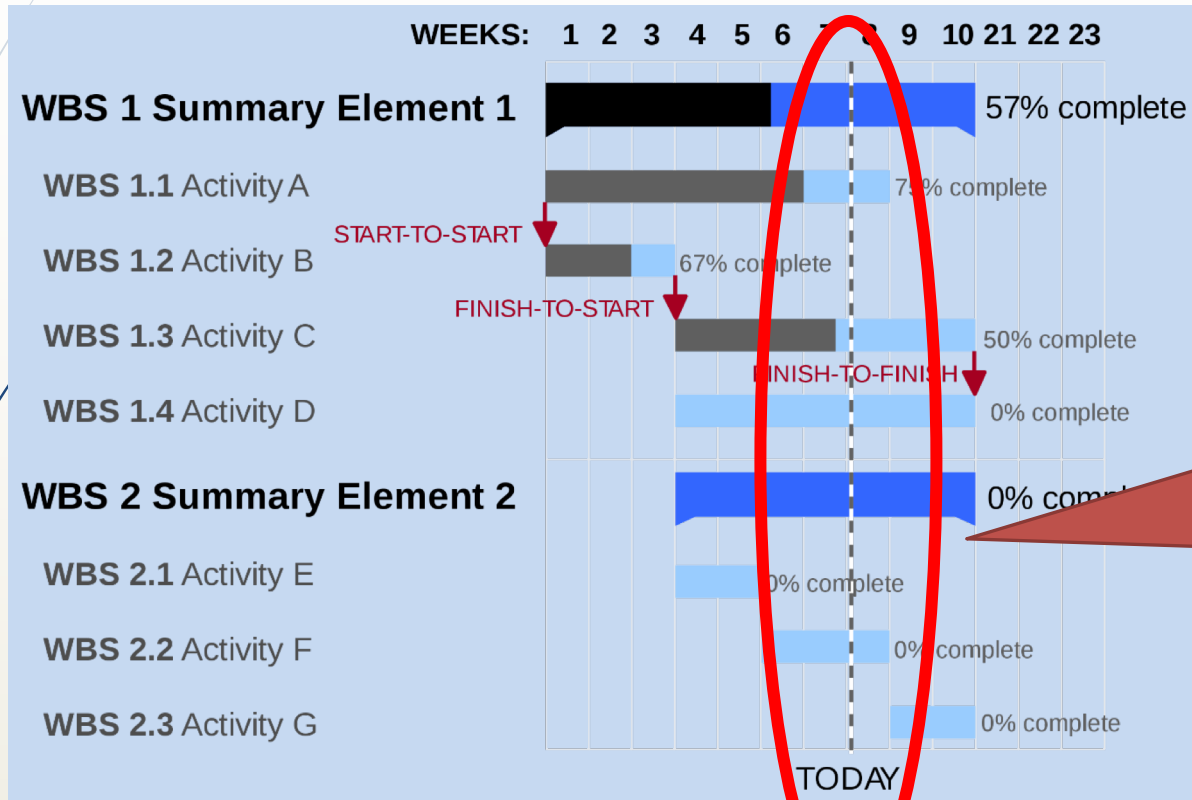 WEEKS: 1 2 3 4 5 6 7 8 9 10 21 22 23
WBS 1 Summary Element 1 57% complete
WBS 1.1 Activity A 75% complete
START-TO-START
WBS 1.2 Activity B 67% complete
FINISH-TO-START
WBS 1.3 Activity C 50% complete
FINISH-TO-FINISH
WBS 1.4 Activity D 0% complete
WBS 2 Summary Element 2 0%
WBS 2.1 Activity E 0% complete
WBS 2.2 Activity F 0% complete
WBS 2.3 Activity G 0% complete
TODAY